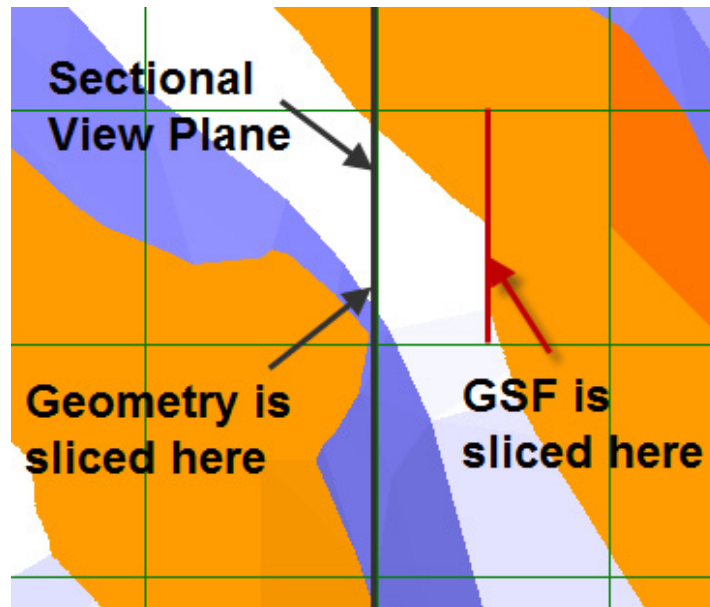 Sectional
View Plane
Geometry is
sliced here
GSF is
sliced here